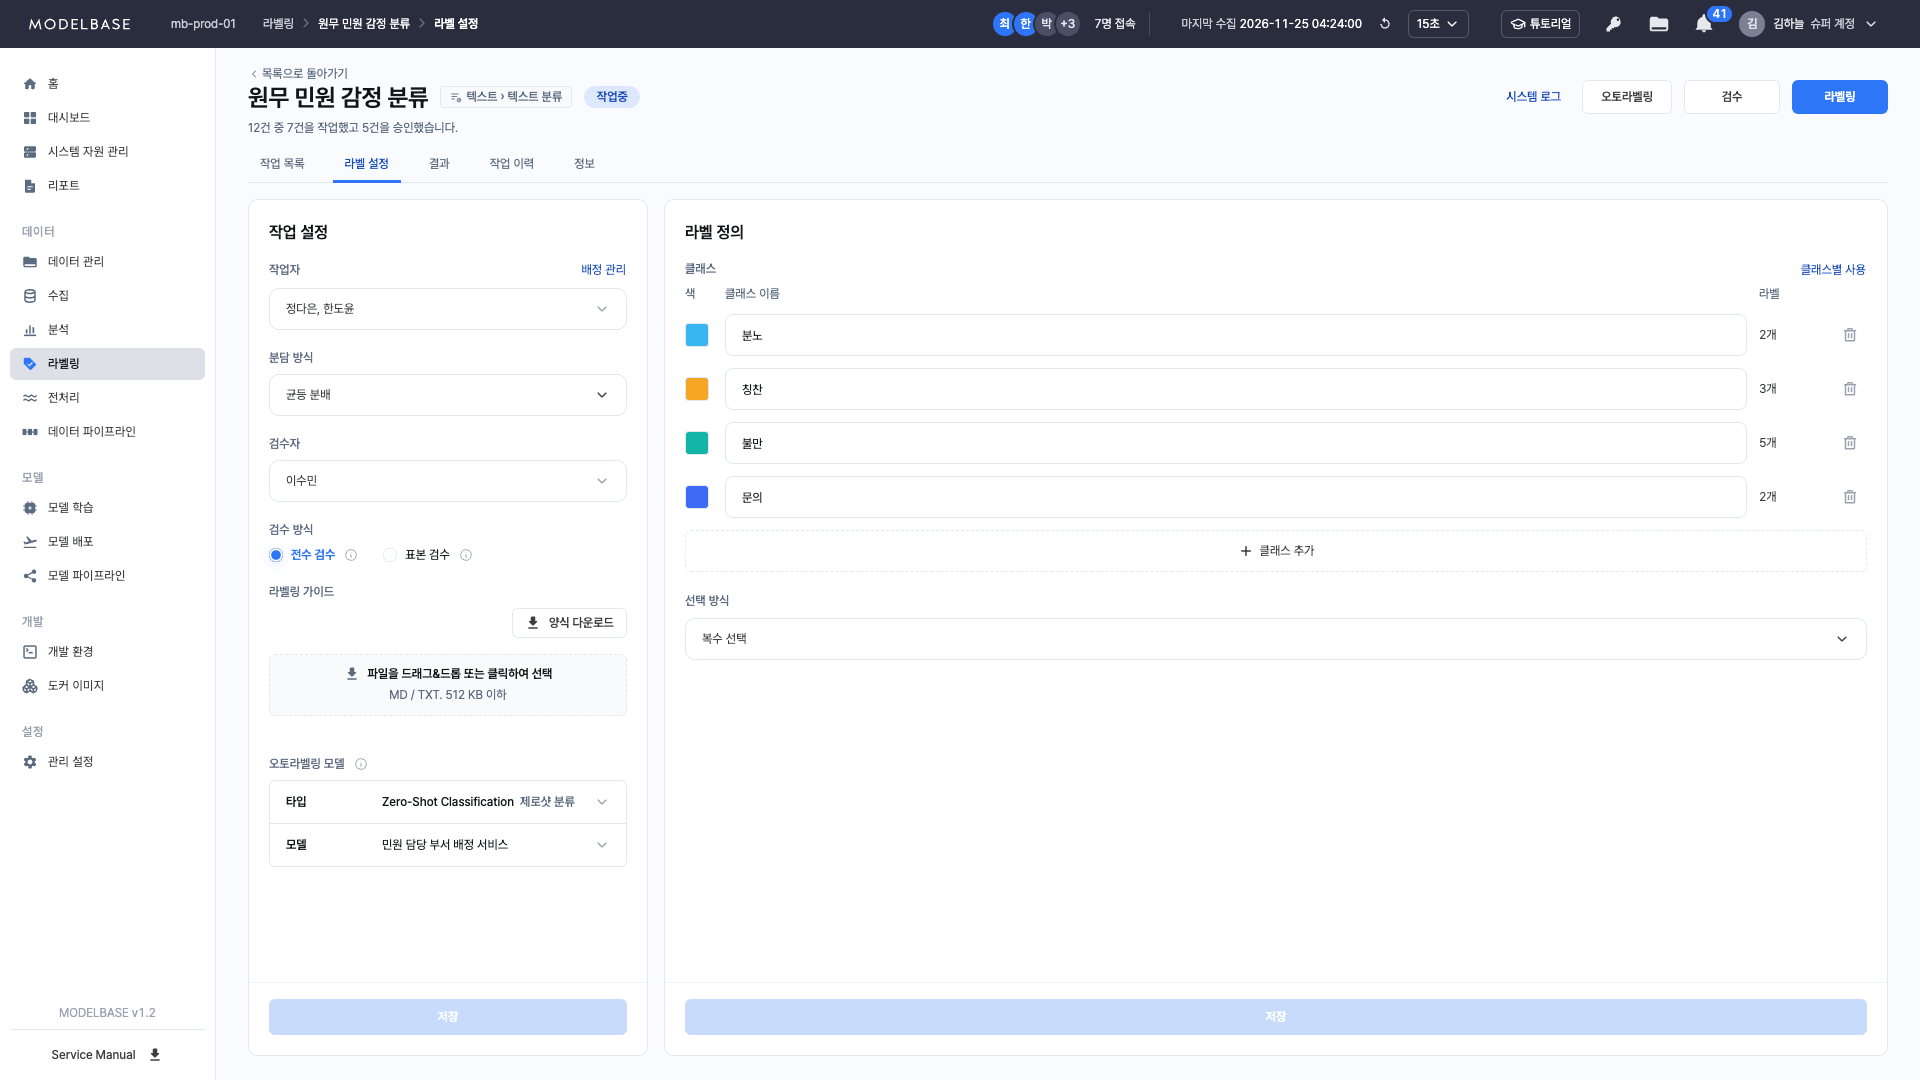 MODELBASE
mb-prod-01
라벨링 > 원무 민원 감정 분류 > 라벨 설정
최 한 박 +3 7명 접속
마지막 수집 2026-11-25 04:24:00
15초
튜토리얼
41
김 김하늘 슈퍼 계정
홈
대시보드
시스템 자원 관리
리포트
데이터
데이터 관리
수집
분석
라벨링
전처리
데이터 파이프라인
모델
모델 학습
모델 배포
모델 파이프라인
개발
개발 환경
도커 이미지
설정
관리 설정
MODELBASE v1.2
Service Manual
목록으로 돌아가기
원무 민원 감정 분류
텍스트 › 텍스트 분류
작업중
12건 중 7건을 작업했고 5건을 승인했습니다.
시스템 로그
오토라벨링
검수
라벨링
작업 목록
라벨 설정
결과
작업 이력
정보
작업 설정
작업자
배정 관리
정다은, 한도윤
분담 방식
균등 분배
검수자
이수민
검수 방식
전수 검수
표본 검수
라벨링 가이드
양식 다운로드
파일을 드래그&드롭 또는 클릭하여 선택
MD / TXT. 512 KB 이하
오토라벨링 모델
타입 Zero-Shot Classification 제로샷 분류
모델 민원 담당 부서 배정 서비스
저장
라벨 정의
클래스
클래스별 사용
색 클래스 이름 라벨
분노 2개
칭찬 3개
불만 5개
문의 2개
클래스 추가
선택 방식
복수 선택
저장